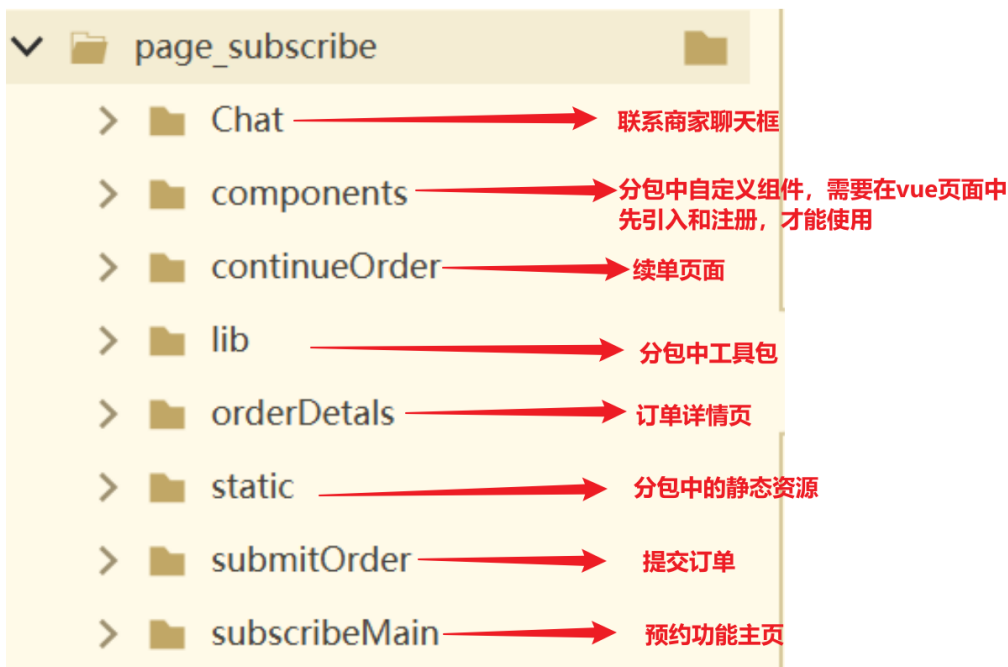 page_subscribe
Chat
联系商家聊天框
components
分包中自定义组件，需要在vue页面中
先引入和注册，才能使用
continueOrder
续单页面
lib
分包中工具包
orderDetals
订单详情页
static
分包中的静态资源
submitOrder
提交订单
subscribeMain
预约功能主页